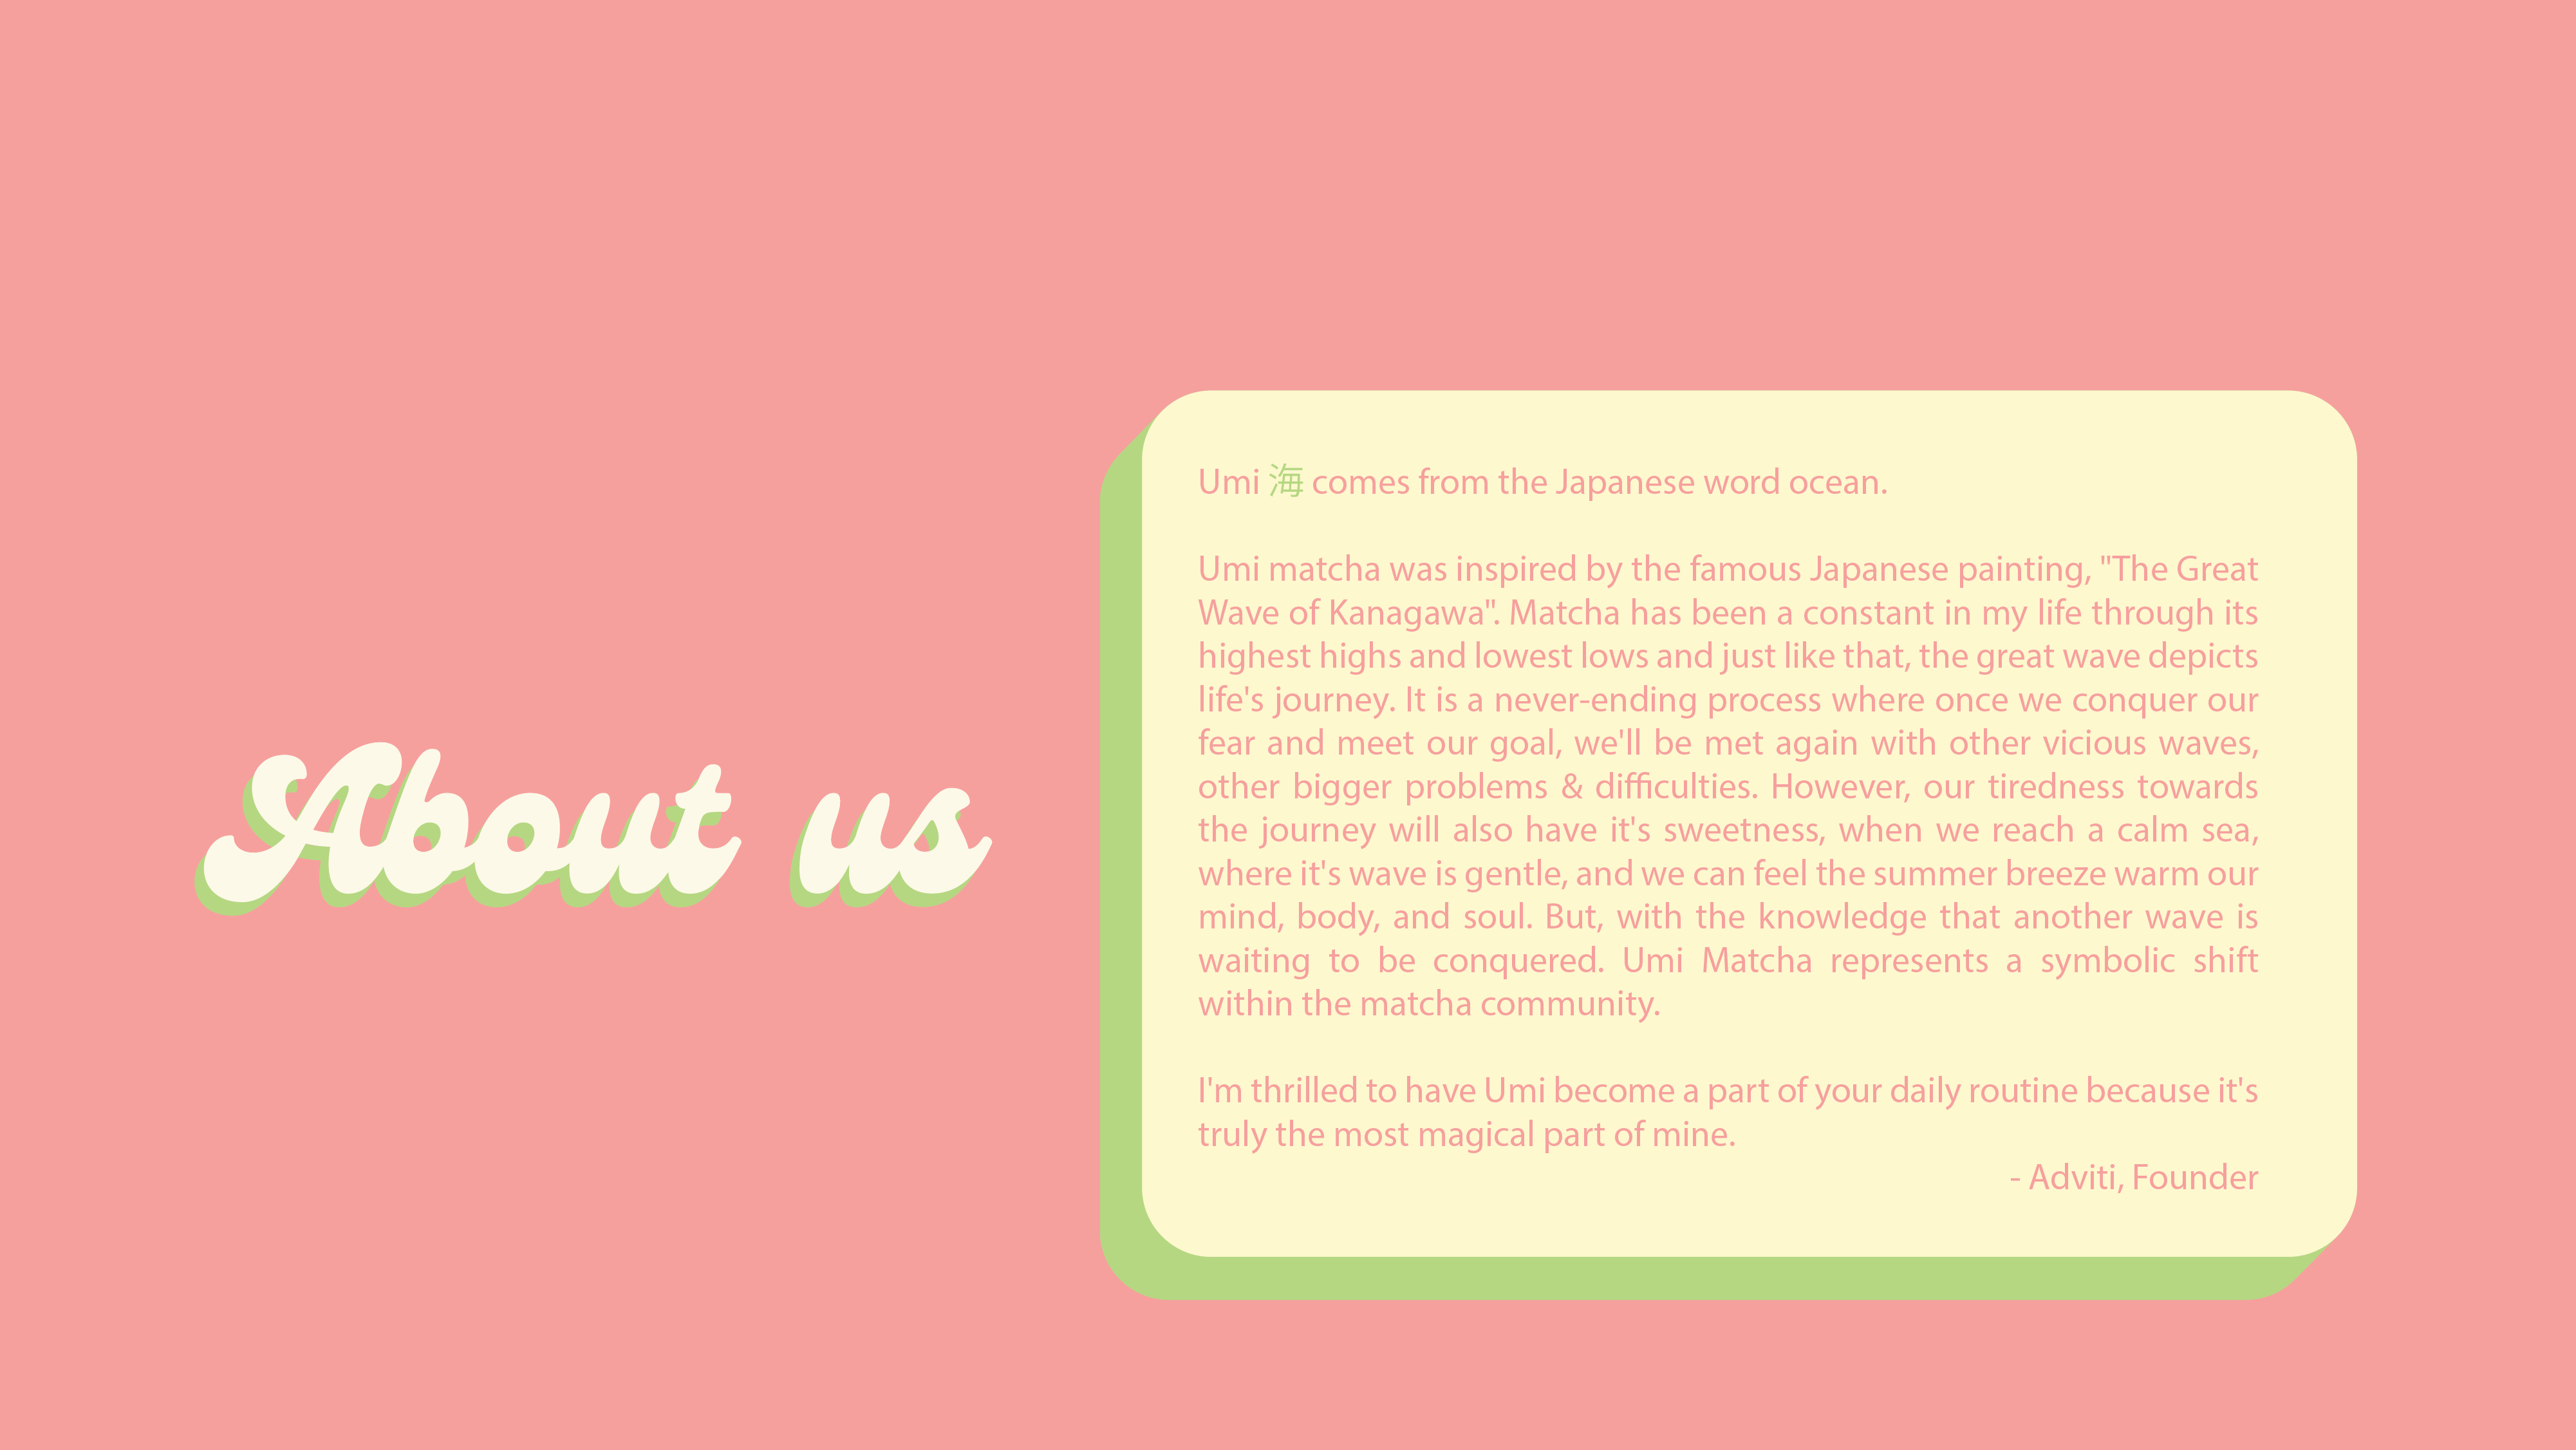 About us
Umi 海 comes from the Japanese word ocean.
Umi matcha was inspired by the famous Japanese painting, "The Great
Wave of Kanagawa". Matcha has been a constant in my life through its
highest highs and lowest lows and just like that, the great wave depicts
life's journey. It is a never-ending process where once we conquer our
fear and meet our goal, we'll be met again with other vicious waves,
other bigger problems & difficulties. However, our tiredness towards
the journey will also have it's sweetness, when we reach a calm sea,
where it's wave is gentle, and we can feel the summer breeze warm our
mind, body, and soul. But, with the knowledge that another wave is
waiting to be conquered. Umi Matcha represents a symbolic shift
within the matcha community.
I'm thrilled to have Umi become a part of your daily routine because it's
truly the most magical part of mine.
- Adviti, Founder